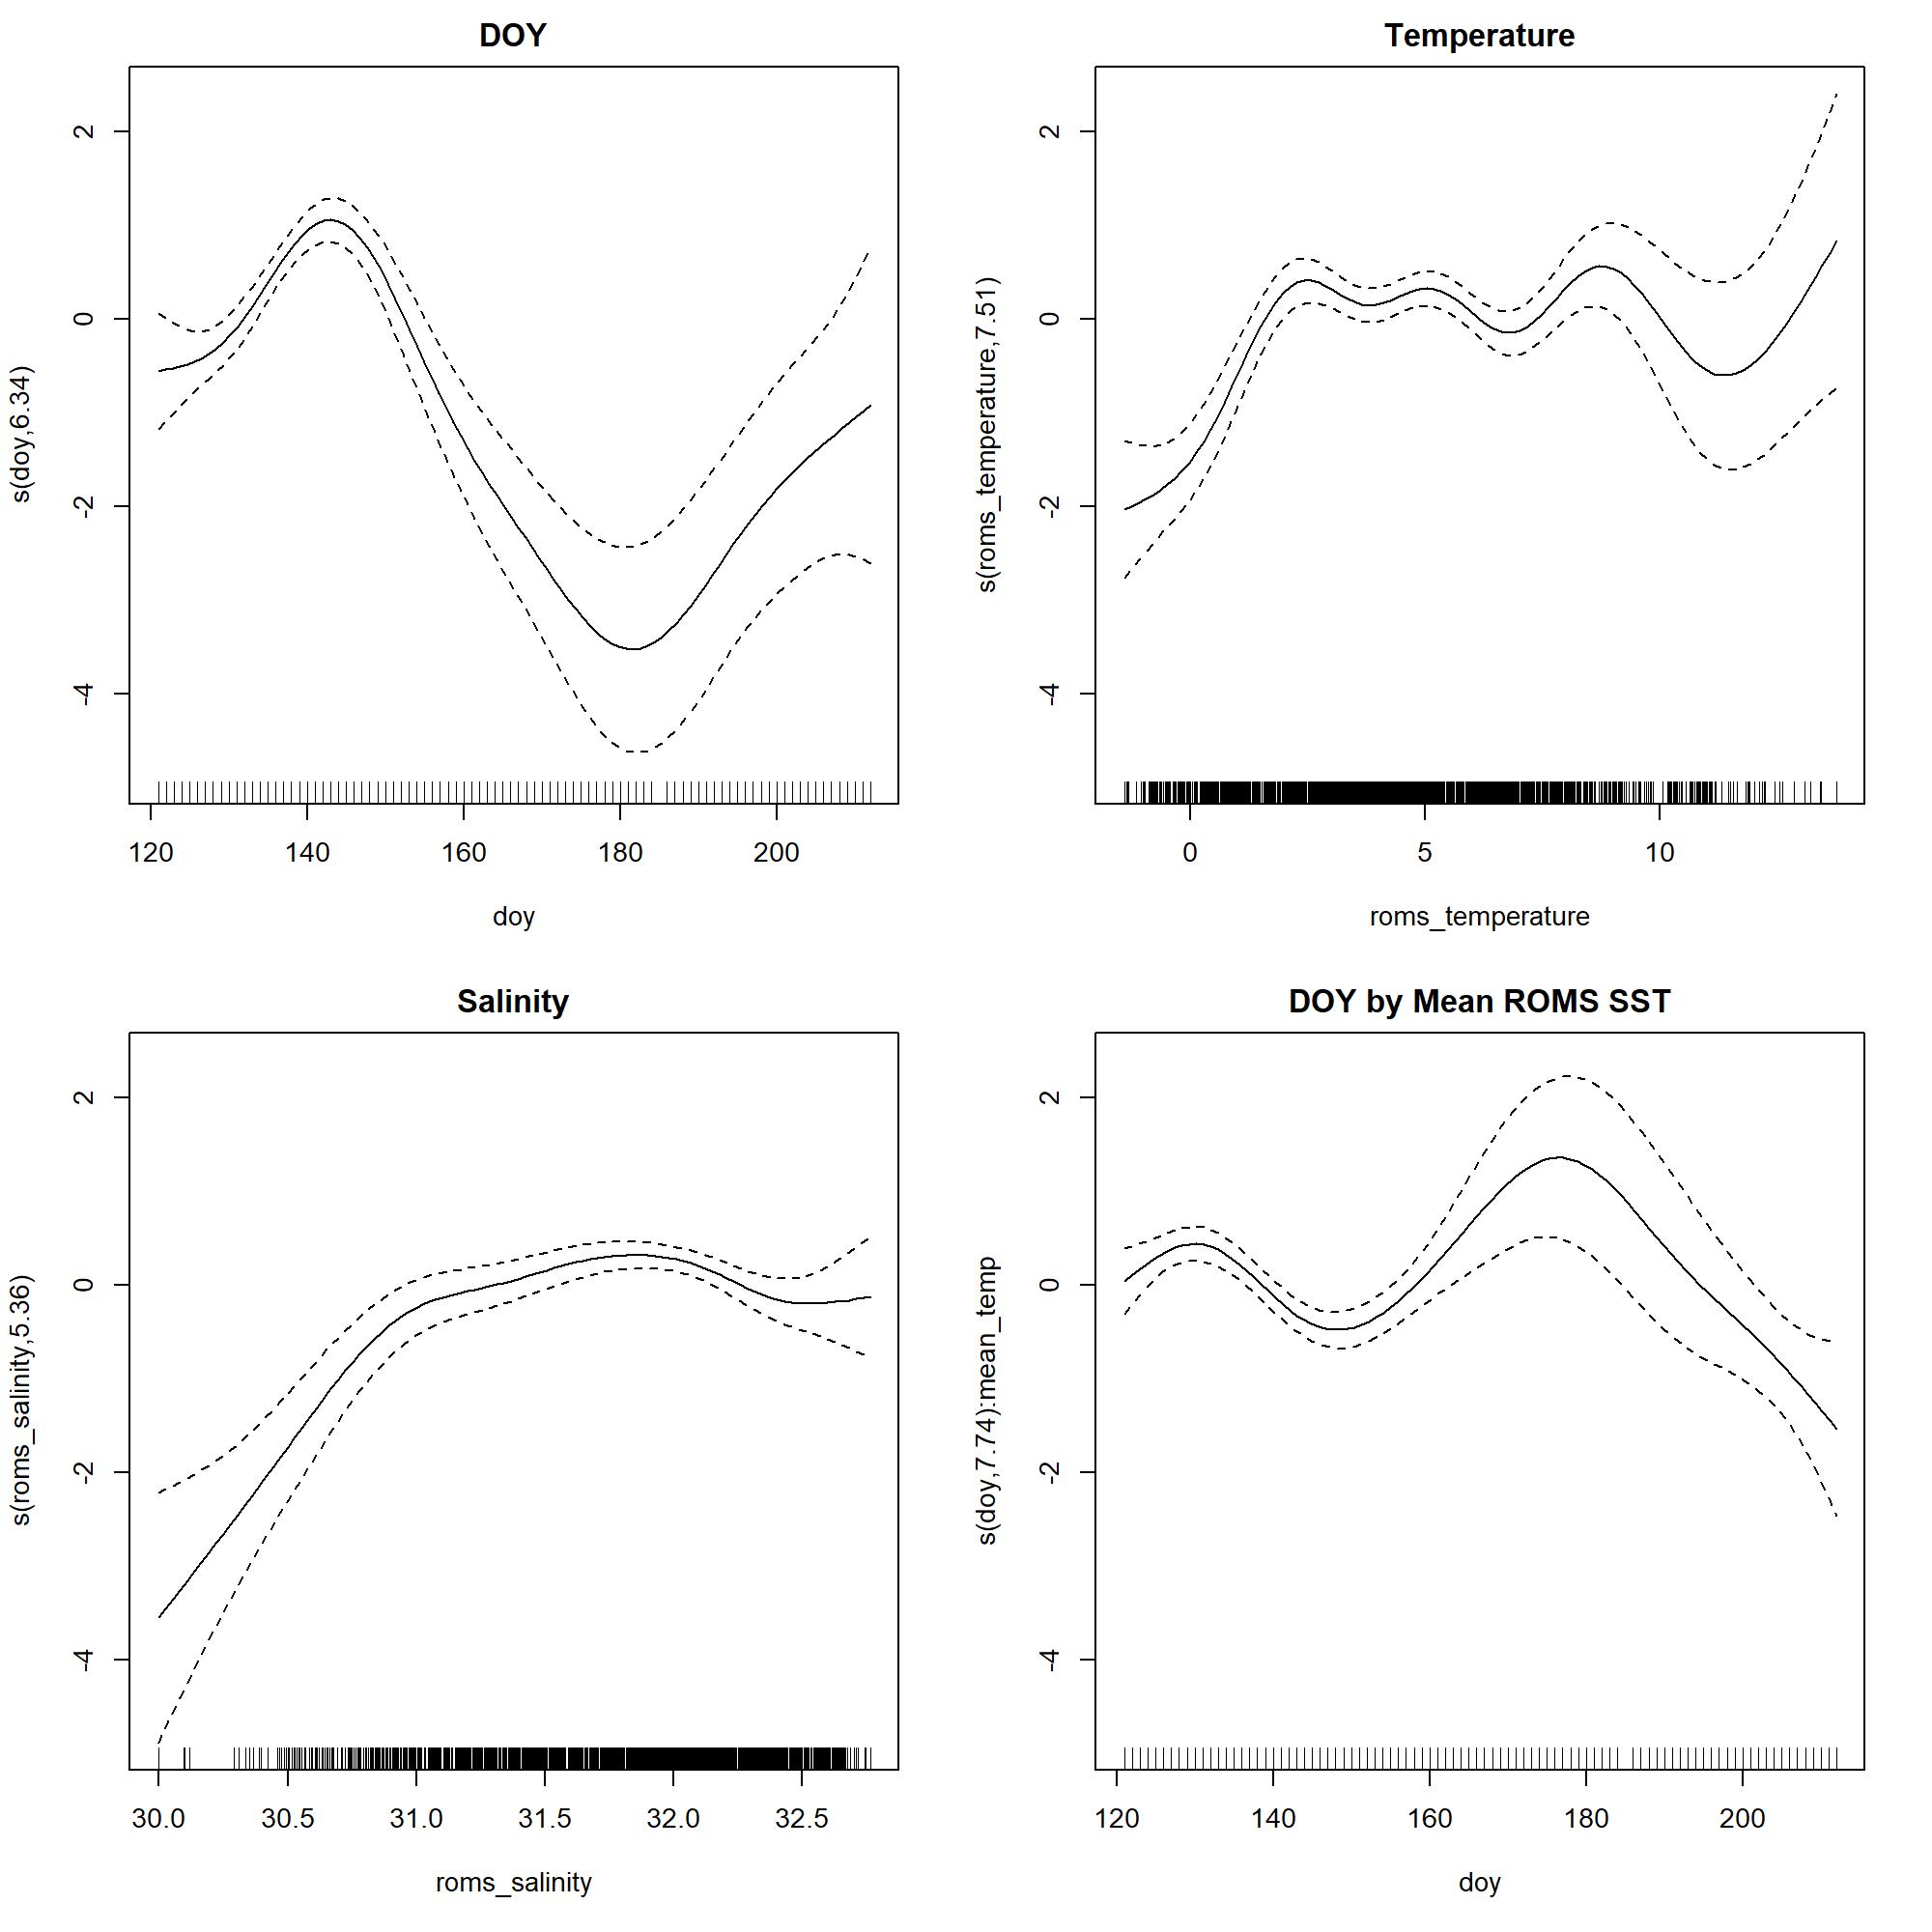 DOY
2
0
-2
-4
s(doy,6.34)
120 140 160 180 200
doy
Temperature
2
0
-2
-4
s(roms_temperature,7.51)
0 5 10
roms_temperature
Salinity
2
0
-2
-4
s(roms_salinity,5.36)
30.0 30.5 31.0 31.5 32.0 32.5
roms_salinity
DOY by Mean ROMS SST
2
0
-2
-4
s(doy,7.74):mean_temp
120 140 160 180 200
doy